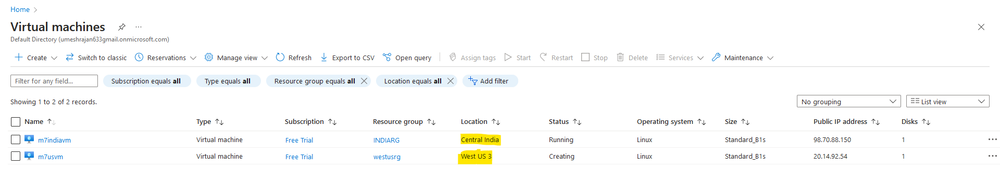 Home
Virtual machines
Default Directory (umeshrajan633gmail.onmicrosoft.com)
Create Switch to classic Reservations Manage view Refresh Export to CSV Open query Assign tags Start Restart Stop Delete Services Maintenance
Filter for any field... Subscription equals all Type equals all Resource group equals all Location equals all Add filter
Showing 1 to 2 of 2 records. No grouping List view
Name Type Subscription Resource group Location Status Operating system Size Public IP address Disks
m7indiavm Virtual machine Free Trial INDIARG Central India Running Linux Standard_B1s 98.70.88.150 1
m7usvm Virtual machine Free Trial westusrg West US 3 Creating Linux Standard_B1s 20.14.92.54 1